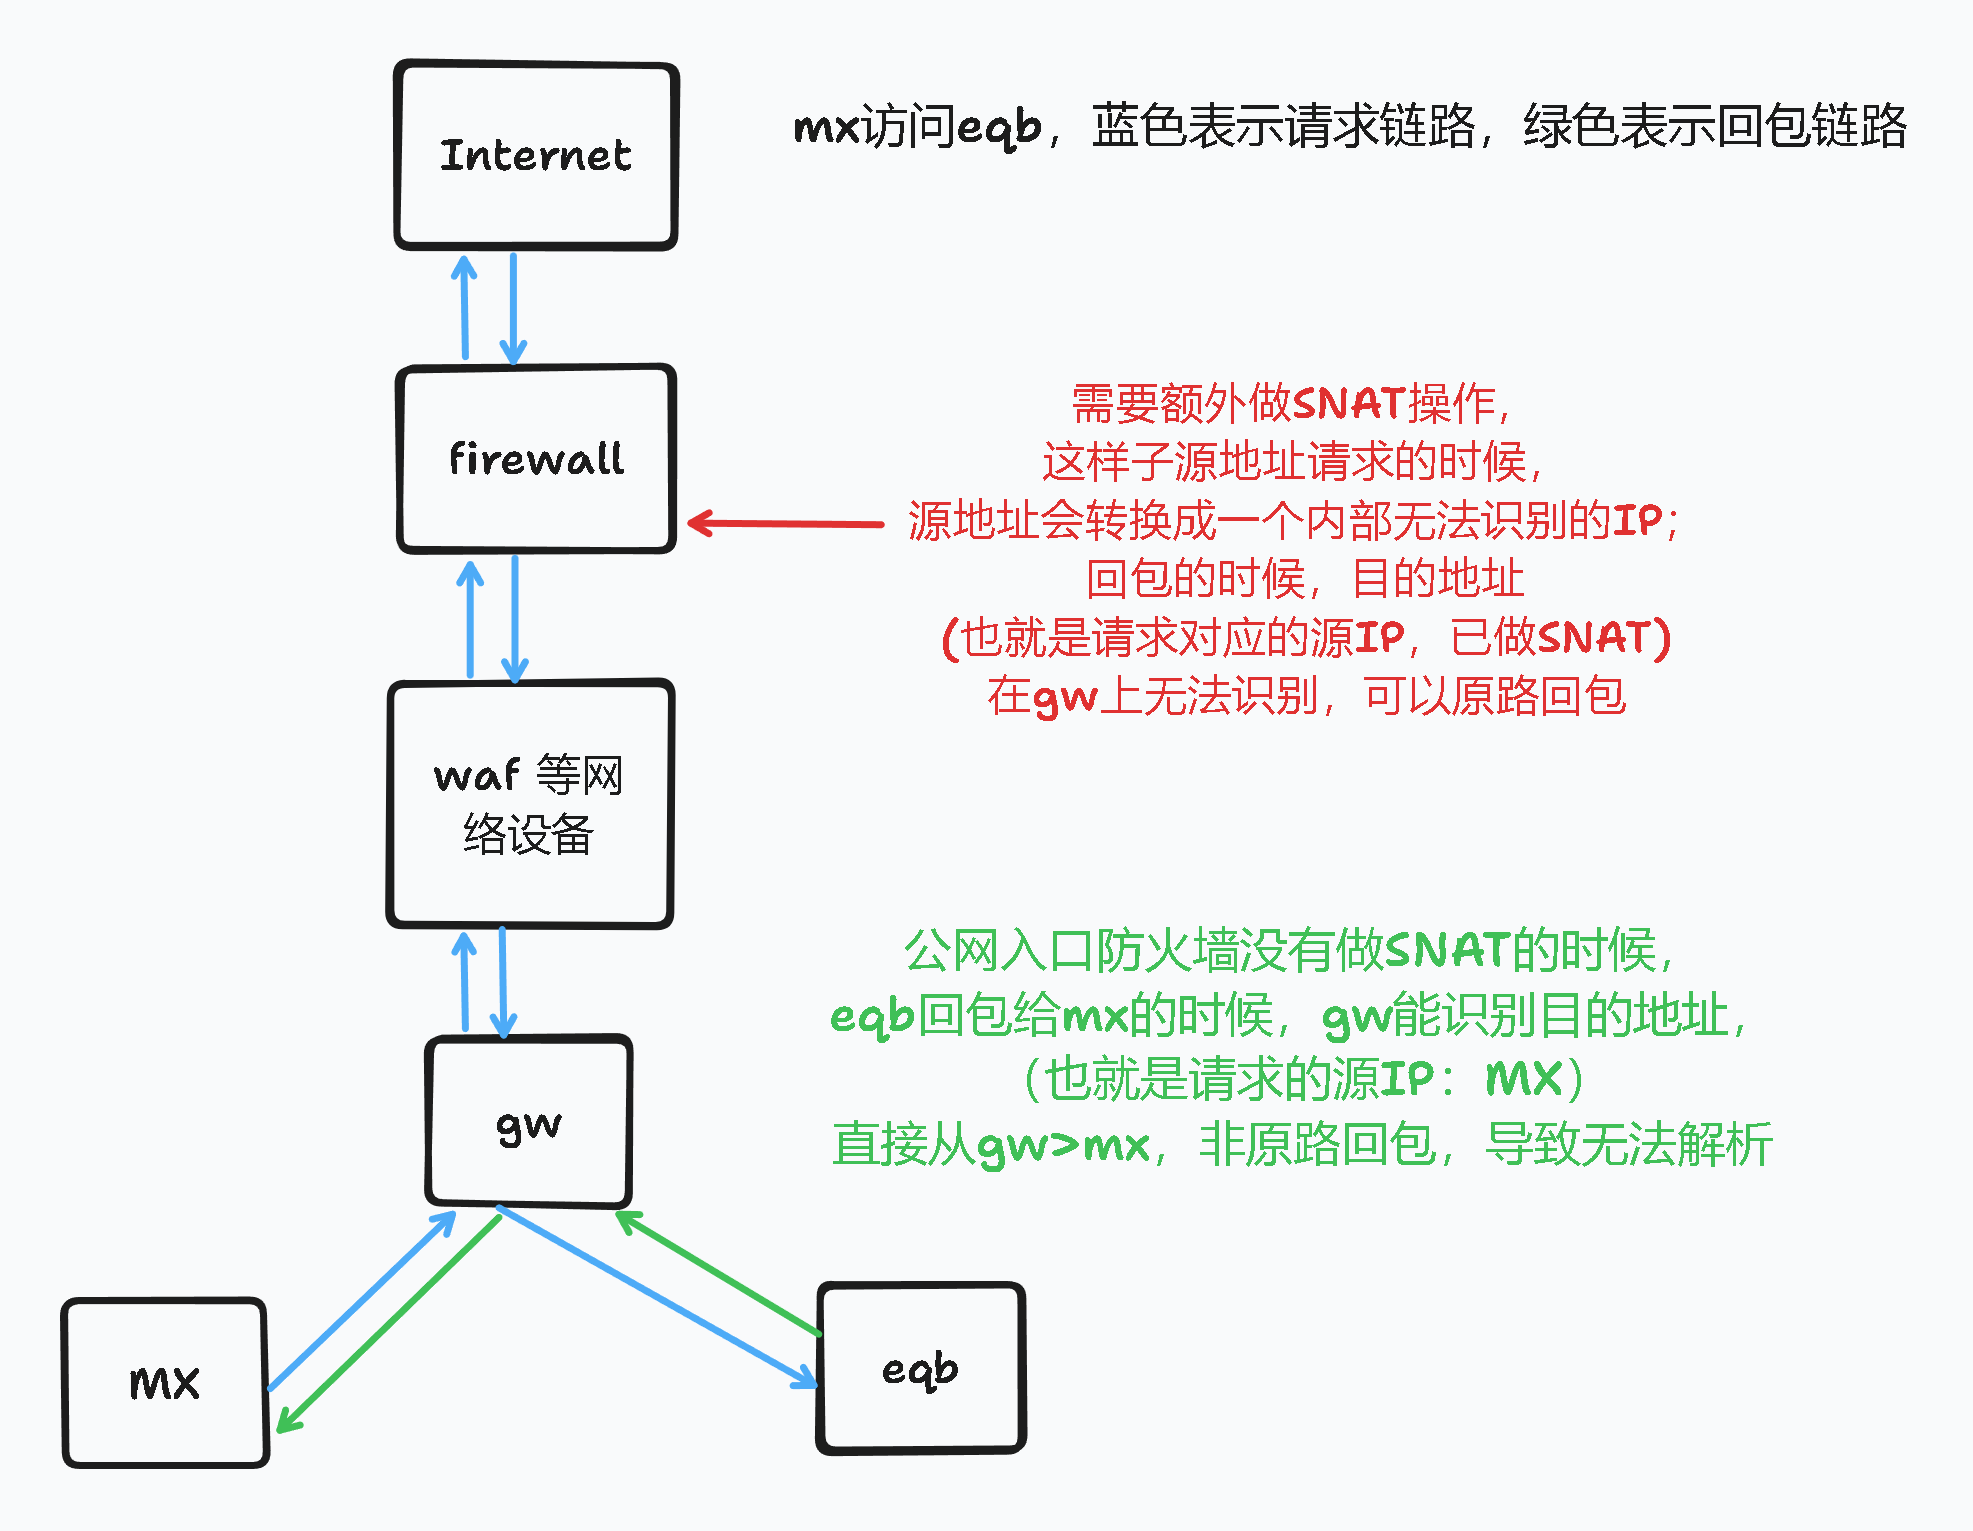 Internet
mx访问eqb，蓝色表示请求链路，绿色表示回包链路
firewall
需要额外做SNAT操作，
这样子源地址请求的时候，
源地址会转换成一个内部无法识别的IP；
回包的时候，目的地址
(也就是请求对应的源IP，已做SNAT)
在gw上无法识别，可以原路回包
waf 等网
络设备
公网入口防火墙没有做SNAT的时候，
eqb回包给mx的时候，gw能识别目的地址，
（也就是请求的源IP：MX）
直接从gw>mx，非原路回包，导致无法解析
gw
mx
eqb